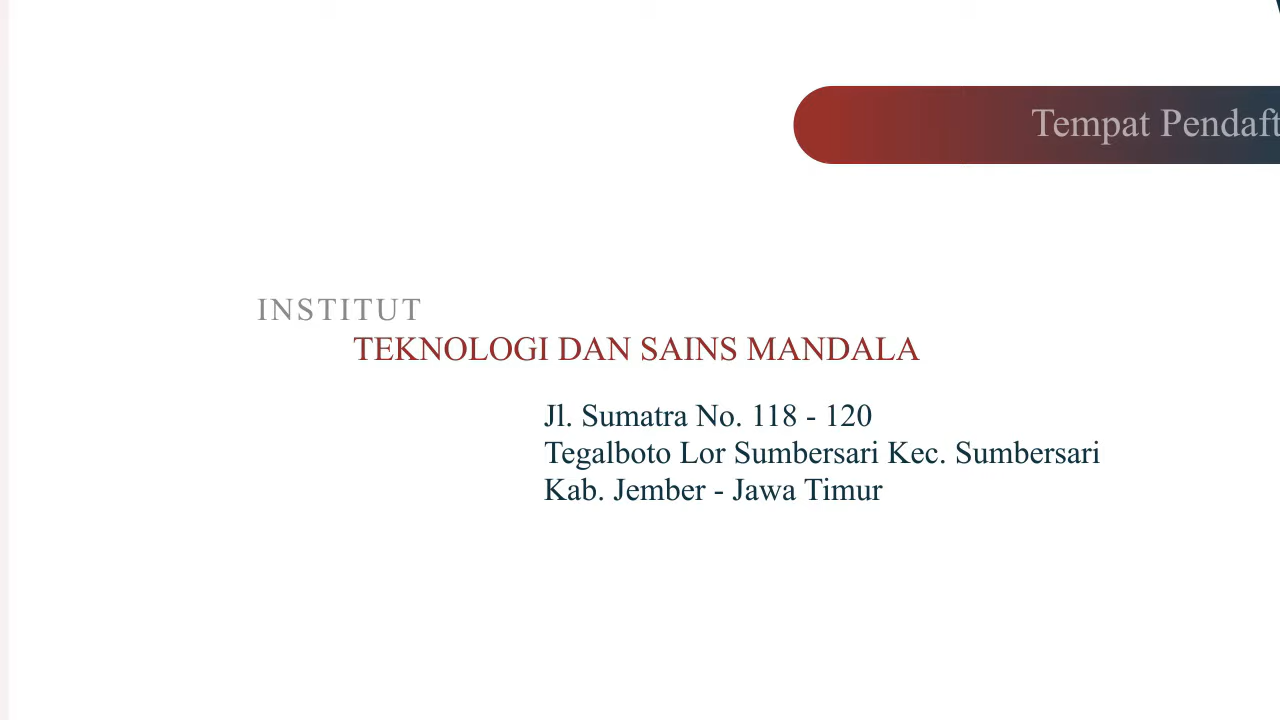 Tempat
INSTITUT
TEKNOLOGI DAN SAINS MANDALA
Jl. Sumatra No. 118 - 120
Tegalboto Lor Sumbersari Kec. Sumbersari
Kab. Jember - Jawa Timur